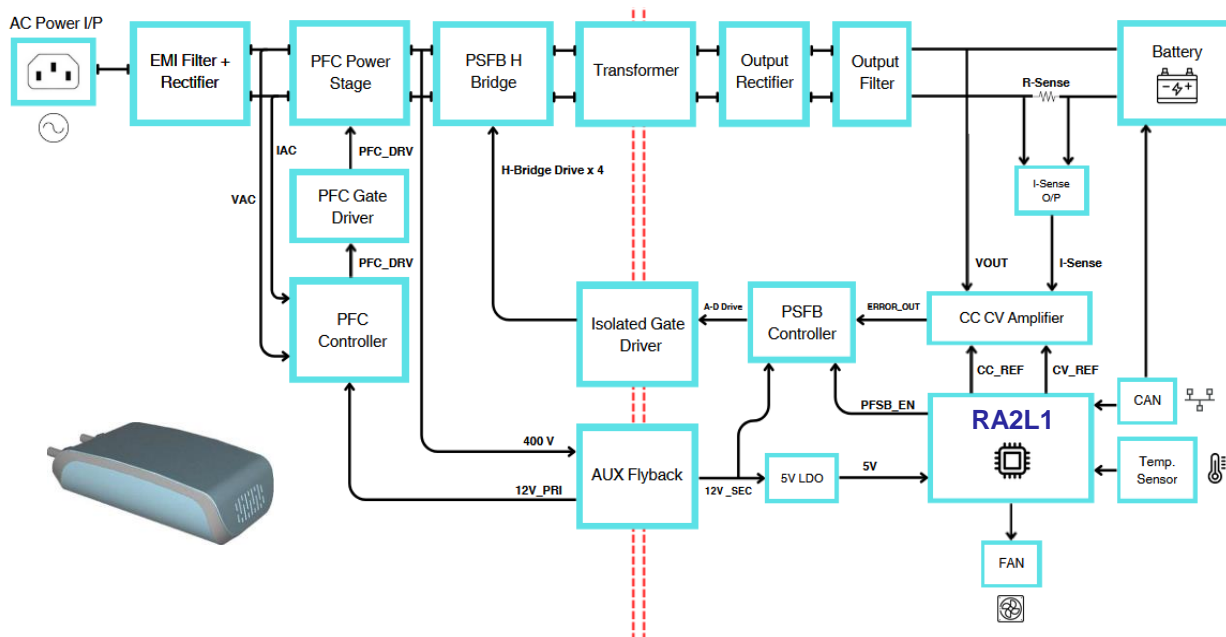 AC Power I/P
EMI Filter +
Rectifier
PFC Power
Stage
PSFB H
Bridge
Transformer
Output
Rectifier
Output
Filter
R-Sense
Battery
IAC
VAC
PFC_DRV
PFC Gate
Driver
PFC_DRV
PFC
Controller
H-Bridge Drive x 4
I-Sense
O/P
VOUT
I-Sense
Isolated Gate
Driver
A-D Drive
PSFB
Controller
ERROR_OUT
CC CV Amplifier
CC_REF
CV_REF
PFSB_EN
RA2L1
CAN
Temp.
Sensor
400 V
12V_PRI
AUX Flyback
12V_SEC
5V LDO
5V
FAN